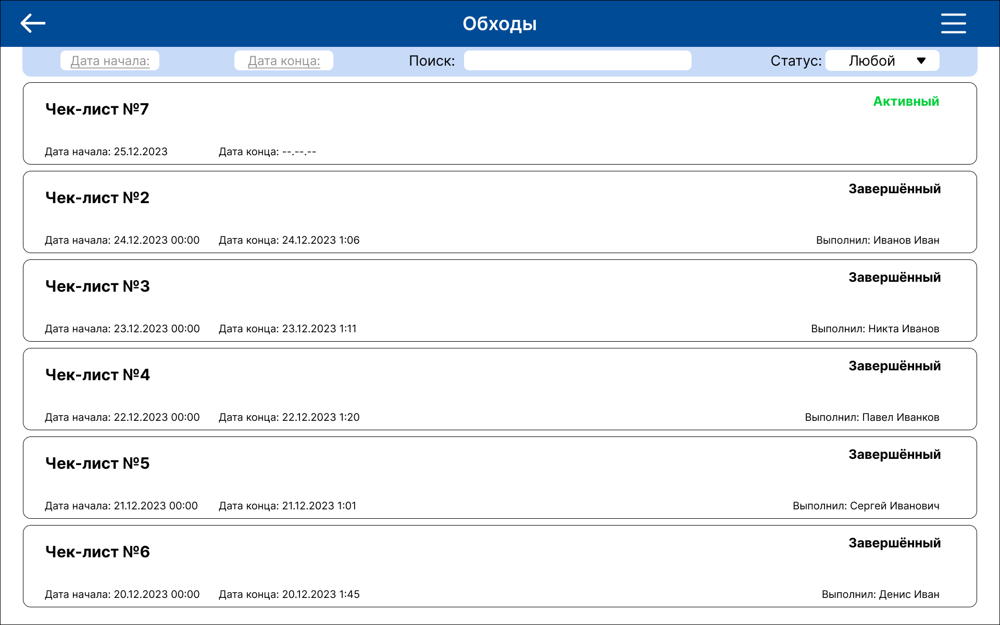 Обходы
Дата начала: Дата конца: Поиск: Статус: Любой
Чек-лист №7
Активный
Дата начала: 25.12.2023 Дата конца: --.--.--
Чек-лист №2
Завершённый
Дата начала: 24.12.2023 00:00 Дата конца: 24.12.2023 1:06 Выполнил: Иванов Иван
Чек-лист №3
Завершённый
Дата начала: 23.12.2023 00:00 Дата конца: 23.12.2023 1:11 Выполнил: Никта Иванов
Чек-лист №4
Завершённый
Дата начала: 22.12.2023 00:00 Дата конца: 22.12.2023 1:20 Выполнил: Павел Иванков
Чек-лист №5
Завершённый
Дата начала: 21.12.2023 00:00 Дата конца: 21.12.2023 1:01 Выполнил: Сергей Иванович
Чек-лист №6
Завершённый
Дата начала: 20.12.2023 00:00 Дата конца: 20.12.2023 1:45 Выполнил: Денис Иван